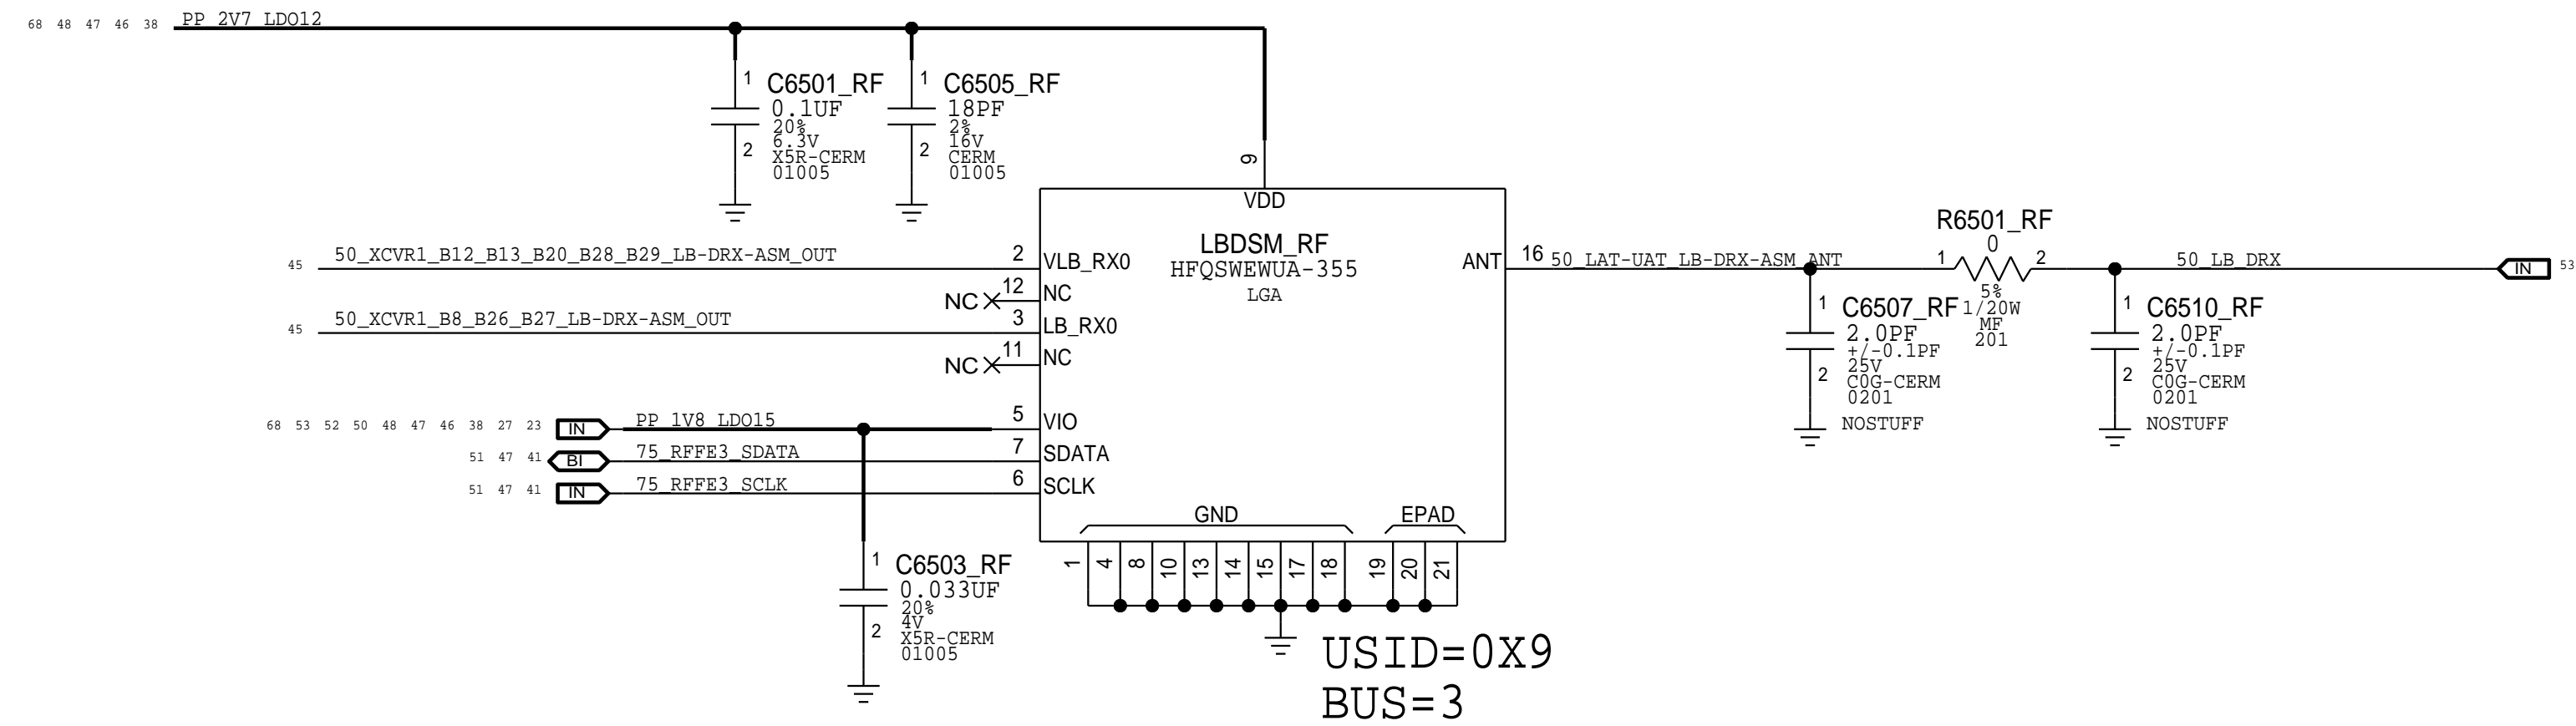 68 48 47 46 38 PP_2V7_LDO12
1 C6501_RF
0.1UF
20%
6.3V
2 X5R-CERM
01005
1 C6505_RF
18PF
2%
16V
2 CERM
01005
9
VDD
LBDSM_RF
HFQSWEWUA-355
LGA
45 50_XCVR1_B12_B13_B20_B28_B29_LB-DRX-ASM_OUT 2 VLB_RX0
NC 12 NC
45 50_XCVR1_B8_B26_B27_LB-DRX-ASM_OUT 3 LB_RX0
NC 11 NC
68 53 52 50 48 47 46 38 27 23 IN PP_1V8_LDO15 5 VIO
51 47 41 BI 75_RFFE3_SDATA 7 SDATA
51 47 41 IN 75_RFFE3_SCLK 6 SCLK
ANT 16 50_LAT-UAT_LB-DRX-ASM_ANT
R6501_RF
1 0 2
5%
1/20W
MF
201
50_LB_DRX IN 53
1 C6507_RF
2.0PF
+/-0.1PF
25V
2 C0G-CERM
0201
NOSTUFF
1 C6510_RF
2.0PF
+/-0.1PF
25V
2 C0G-CERM
0201
NOSTUFF
GND EPAD
1 4 8 10 13 14 15 17 18 19 20 21
1 C6503_RF
0.033UF
20%
4V
2 X5R-CERM
01005
USID=0X9
BUS=3